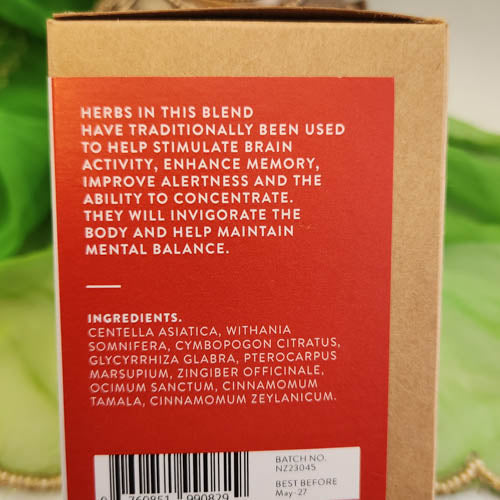 HERBS IN THIS BLEND
HAVE TRADITIONALLY BEEN USED
TO HELP STIMULATE BRAIN
ACTIVITY, ENHANCE MEMORY,
IMPROVE ALERTNESS AND THE
ABILITY TO CONCENTRATE.
THEY WILL INVIGORATE THE
BODY AND HELP MAINTAIN
MENTAL BALANCE.
INGREDIENTS.
CENTELLA ASIATICA, WITHANIA
SOMNIFERA, CYMBOPOGON CITRATUS,
GLYCYRRHIZA GLABRA, PTEROCARPUS
MARSUPIUM, ZINGIBER OFFICINALE,
OCIMUM SANCTUM, CINNAMOMUM
TAMALA, CINNAMOMUM ZEYLANICUM.
BATCH NO.
NZ23045
BEST BEFORE
May-27
760851 990829